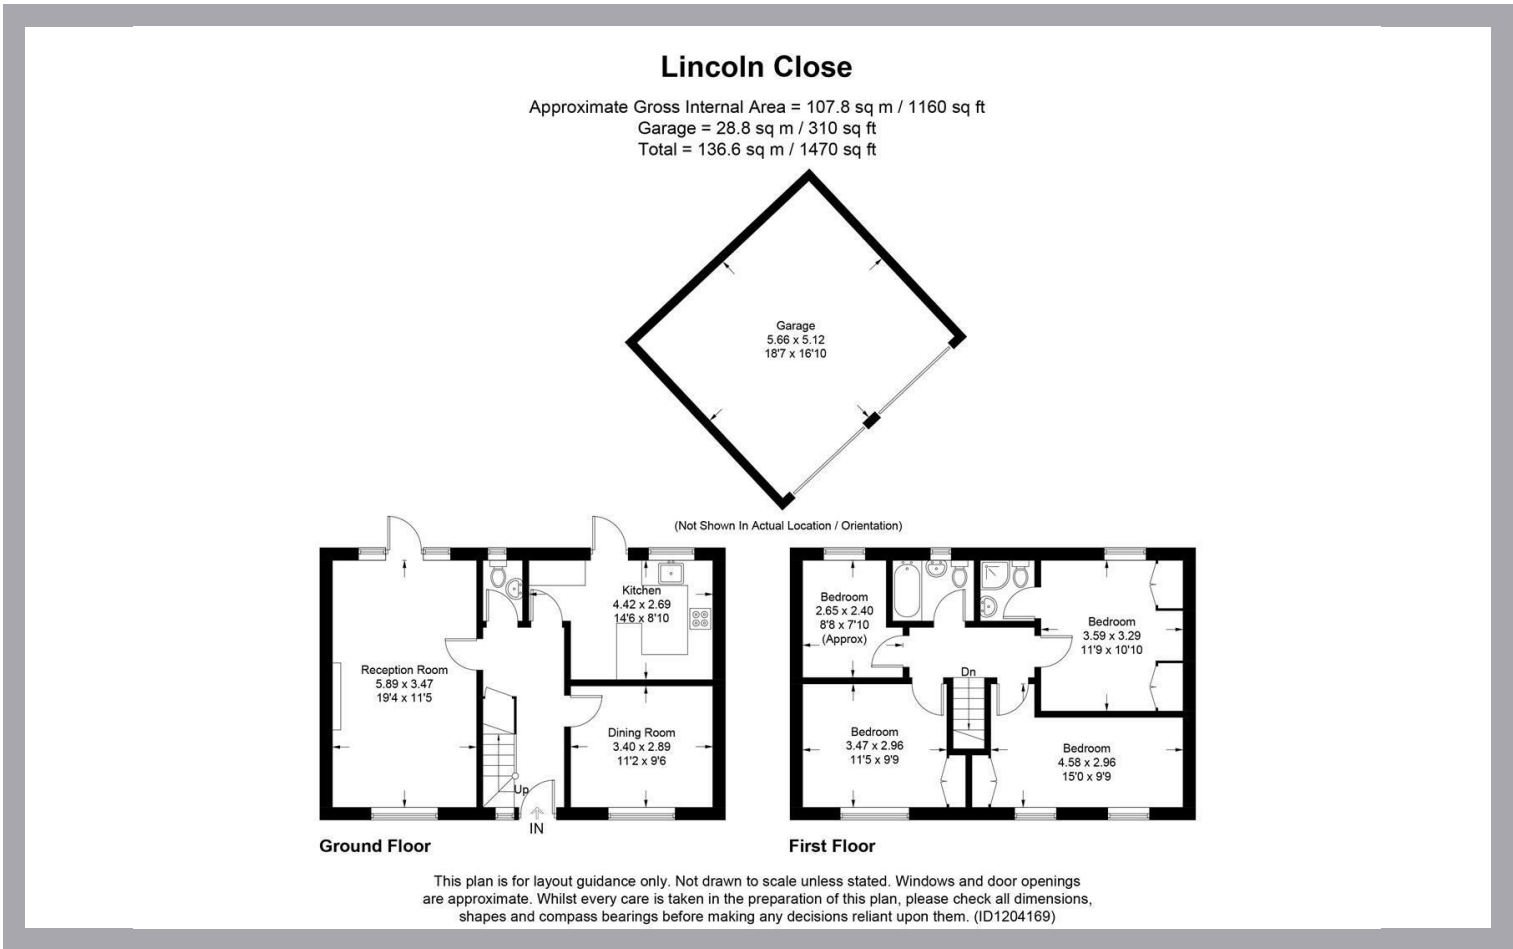 Lincoln Close
Approximate Gross Internal Area = 107.8 sq m / 1160 sq ft
Garage = 28.8 sq m / 310 sq ft
Total = 136.6 sq m / 1470 sq ft
Garage
5.66 x 5.12
18'7 x 16'10
(Not Shown In Actual Location / Orientation)
Reception Room
5.89 x 3.47
19'4 x 11'5
Kitchen
4.42 x 2.69
14'6 x 8'10
Dining Room
3.40 x 2.89
11'2 x 9'6
Up
IN
Ground Floor
Bedroom
2.65 x 2.40
8'8 x 7'10
(Approx)
Bedroom
3.59 x 3.29
11'9 x 10'10
Dn
Bedroom
3.47 x 2.96
11'5 x 9'9
Bedroom
4.58 x 2.96
15'0 x 9'9
First Floor
This plan is for layout guidance only. Not drawn to scale unless stated. Windows and door openings
are approximate. Whilst every care is taken in the preparation of this plan, please check all dimensions,
shapes and compass bearings before making any decisions reliant upon them. (ID1204169)